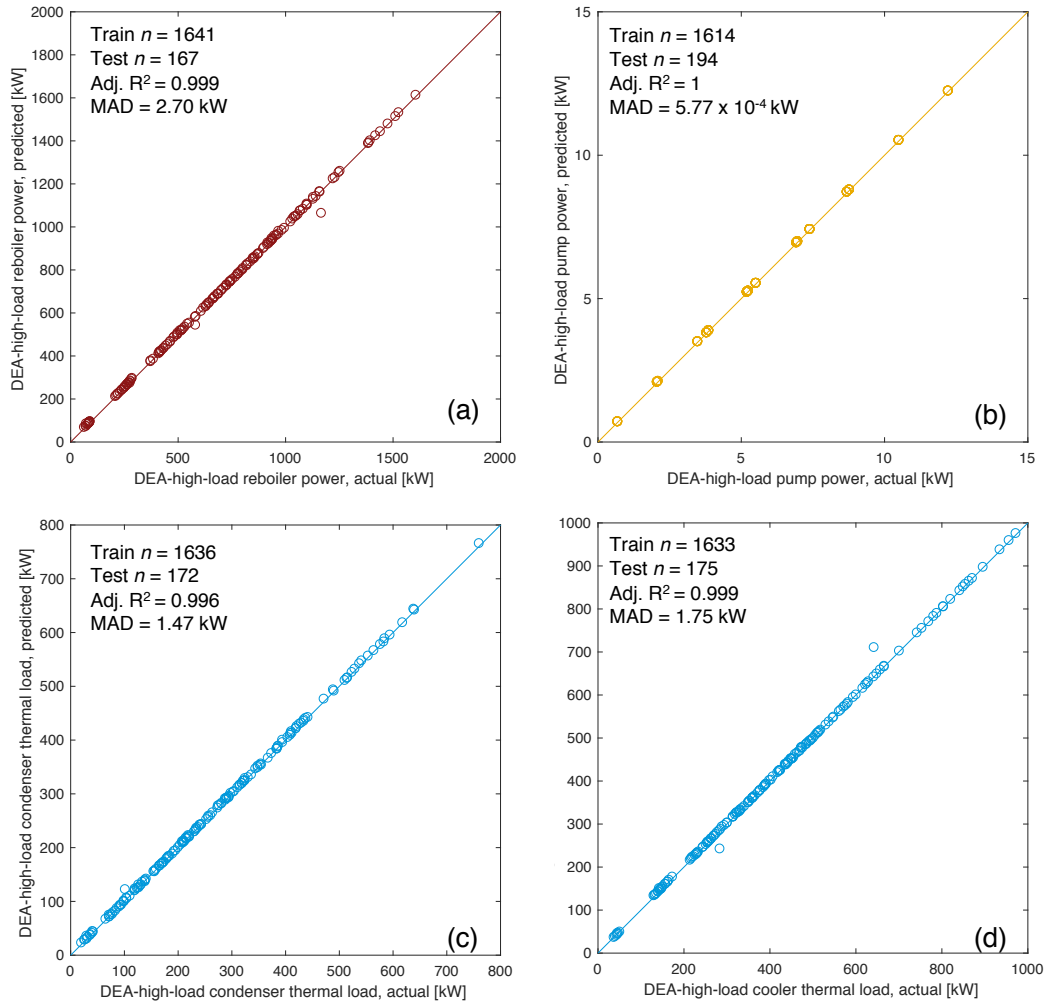 Train n = 1641
Test n = 167
Adj. R² = 0.999
MAD = 2.70 kW
(a)
2000
1800
1600
1400
1200
1000
800
600
400
200
0
0 500 1000 1500 2000
DEA-high-load reboiler power, predicted [kW]
DEA-high-load reboiler power, actual [kW]
Train n = 1614
Test n = 194
Adj. R² = 1
MAD = 5.77 x 10⁻⁴ kW
(b)
15
10
5
0
0 5 10 15
DEA-high-load pump power, predicted [kW]
DEA-high-load pump power, actual [kW]
Train n = 1636
Test n = 172
Adj. R² = 0.996
MAD = 1.47 kW
(c)
800
700
600
500
400
300
200
100
0
0 100 200 300 400 500 600 700 800
DEA-high-load condenser thermal load, predicted [kW]
DEA-high-load condenser thermal load, actual [kW]
Train n = 1633
Test n = 175
Adj. R² = 0.999
MAD = 1.75 kW
(d)
1000
900
800
700
600
500
400
300
200
100
0
0 200 400 600 800 1000
DEA-high-load cooler thermal load, predicted [kW]
DEA-high-load cooler thermal load, actual [kW]